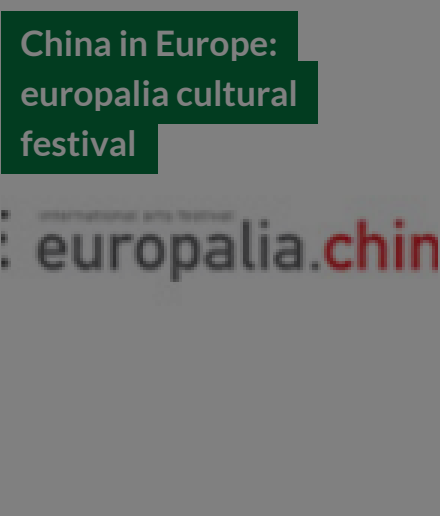 China in Europe:
europalia cultural
festival
international arts festival
europalia.chin